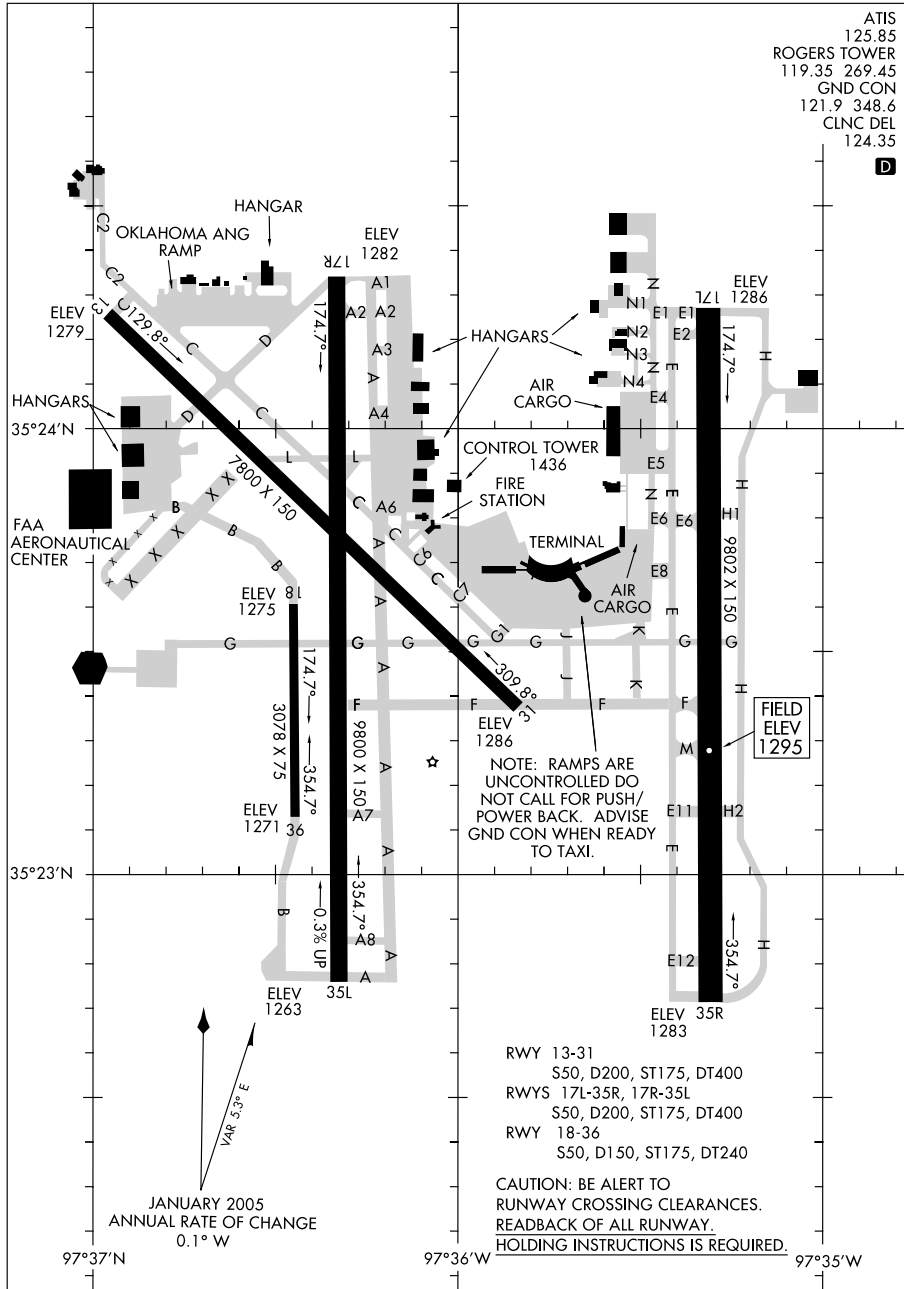 ATIS
125.85
ROGERS TOWER
119.35 269.45
GND CON
121.9 348.6
CLNC DEL
124.35
D
C2
HANGAR
OKLAHOMA ANG
RAMP
ELEV
1282
17R
A1
C2
C
ELEV
1279
13
129.8°
174.7°
A2
A2
D
C
A3
A
HANGARS
N
N1
E1
E1
17L
ELEV
1286
N2
E2
N3
174.7°
H
N
E
N4
E4
AIR
CARGO
HANGARS
D
C
A4
35°24'N
CONTROL TOWER
1436
L
L
E5
7800 X 150
FIRE
STATION
H
N
E
X
X
X
X
X
X
X
X
B
B
B
B
C
A6
C
C6
C
C7
G1
E6
E6
H1
FAA
AERONAUTICAL
CENTER
TERMINAL
9802 X 150
A
E8
AIR
CARGO
ELEV
1275
18
A
E
J
K
G
G
G
G
G
G
G
A
J
K
174.7°
309.8°
H
F
F
F
F
31
ELEV
1286
FIELD
ELEV
1295
3078 X 75
9800 X 150
M
354.7°
A
NOTE: RAMPS ARE
UNCONTROLLED DO
NOT CALL FOR PUSH/
POWER BACK. ADVISE
GND CON WHEN READY
TO TAXI.
ELEV
1271
36
A7
E11
H2
A
E
35°23'N
B
0.3% UP
354.7°
A8
A
354.7°
H
E12
A
ELEV
1263
35L
ELEV
1283
35R
VAR 5.3° E
RWY 13-31
S50, D200, ST175, DT400
RWYS 17L-35R, 17R-35L
S50, D200, ST175, DT400
RWY 18-36
S50, D150, ST175, DT240
CAUTION: BE ALERT TO
RUNWAY CROSSING CLEARANCES.
READBACK OF ALL RUNWAY.
HOLDING INSTRUCTIONS IS REQUIRED.
JANUARY 2005
ANNUAL RATE OF CHANGE
0.1° W
97°37'N
97°36'W
97°35'W